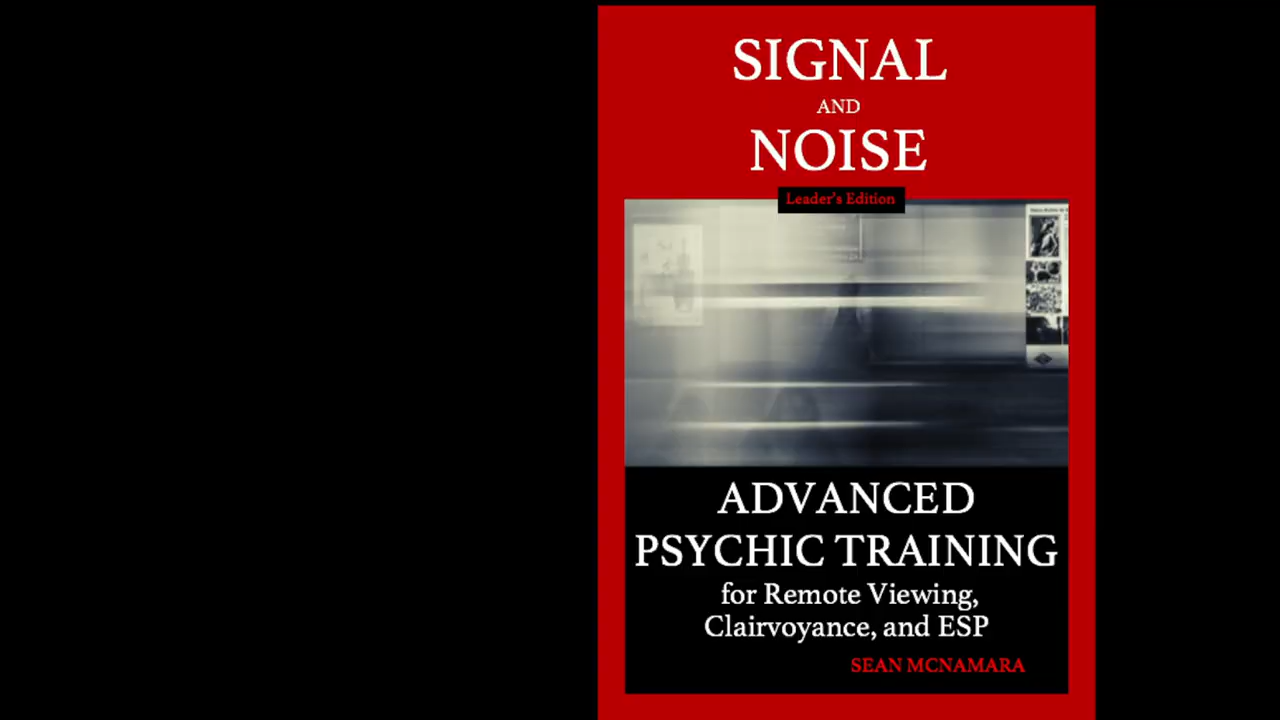 SIGNAL
AND
NOISE
Leader's Edition
ADVANCED
PSYCHIC TRAINING
for Remote Viewing,
Clairvoyance, and ESP
SEAN MCNAMARA